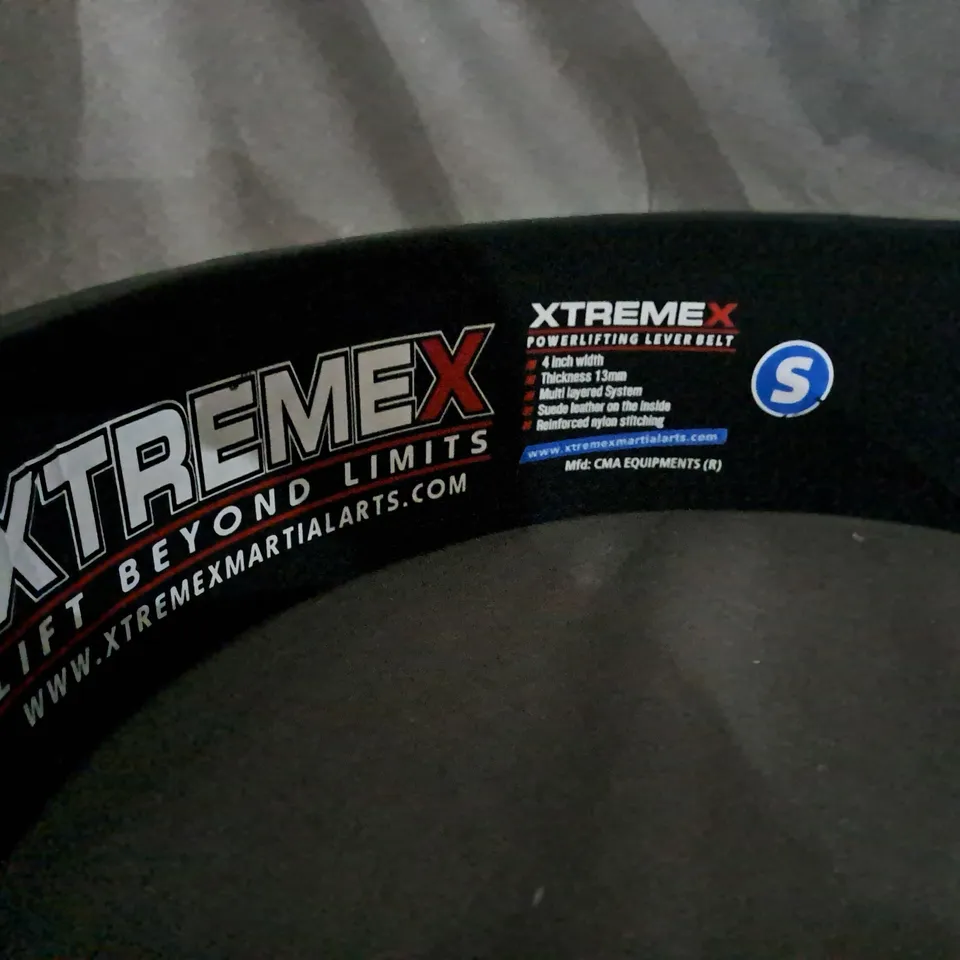 XTREMEX
LIFT BEYOND LIMITS
WWW.XTREMEXMARTIALARTS.COM
XTREMEX
POWERLIFTING LEVER BELT
4 inch width
Thickness 13mm
Multi layered System
Suede leather on the inside
Reinforced nylon stitching
www.xtremexmartialarts.com
Mfd: CMA EQUIPMENTS (R)
S